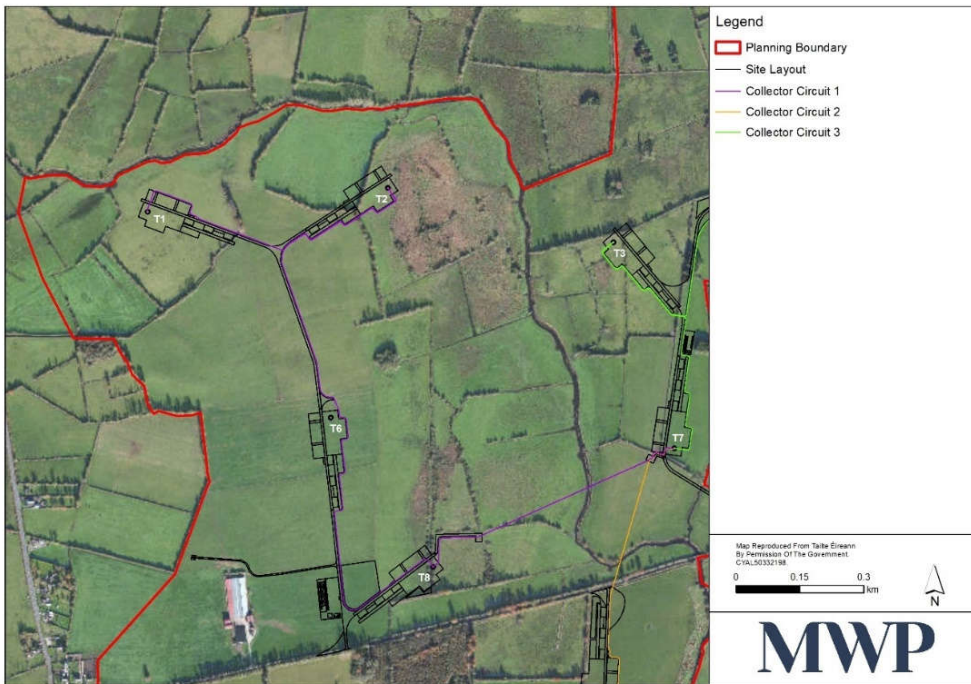 T1
T2
T3
T6
T7
T8
Legend
Planning Boundary
Site Layout
Collector Circuit 1
Collector Circuit 2
Collector Circuit 3
Map Reproduced From Tailte Éireann
By Permission Of The Government.
CYAL50332198.
0 0.15 0.3
km
N
MWP